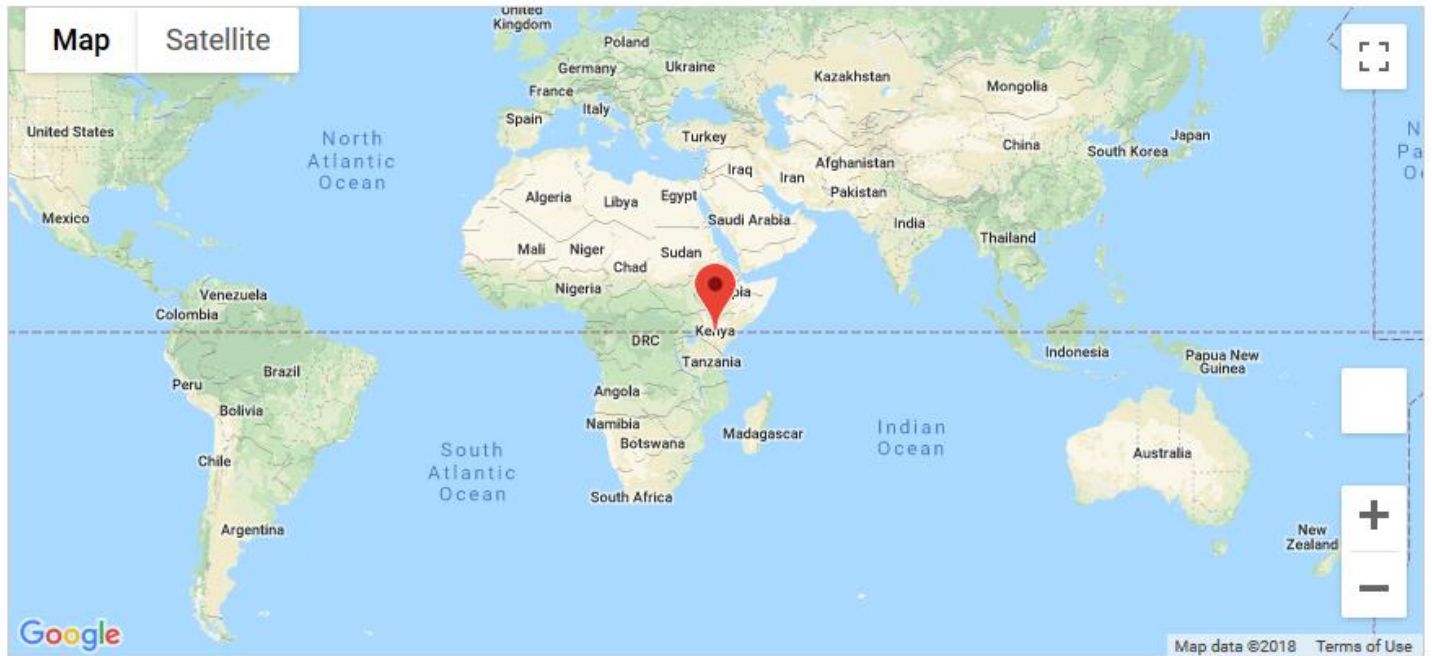 Map Satellite
United
Kingdom
Poland
Germany
Ukraine
Kazakhstan
France
Mongolia
Italy
Spain
United States
North
Atlantic
Ocean
Turkey
China
Japan
South Korea
N
Pa
Iraq
Iran
Afghanistan
Pakistan
Algeria
Libya
Egypt
Mexico
Saudi Arabia
India
Thailand
Mali
Niger
Chad
Sudan
Nigeria
pia
Venezuela
Colombia
Kenya
DRC
Tanzania
Indonesia
Papua New
Guinea
Peru
Brazil
Bolivia
Angola
Namibia
Botswana
Madagascar
Indian
Ocean
Chile
South
Atlantic
Ocean
Australia
South Africa
Argentina
New
Zealand
Google
Map data ©2018 Terms of Use